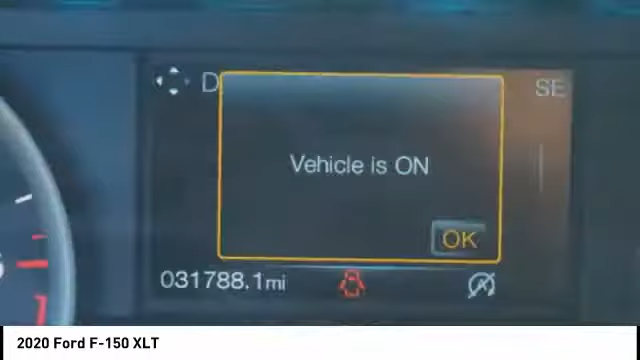 D
SE
Vehicle is ON
OK
031788.1mi
2020 Ford F-150 XLT